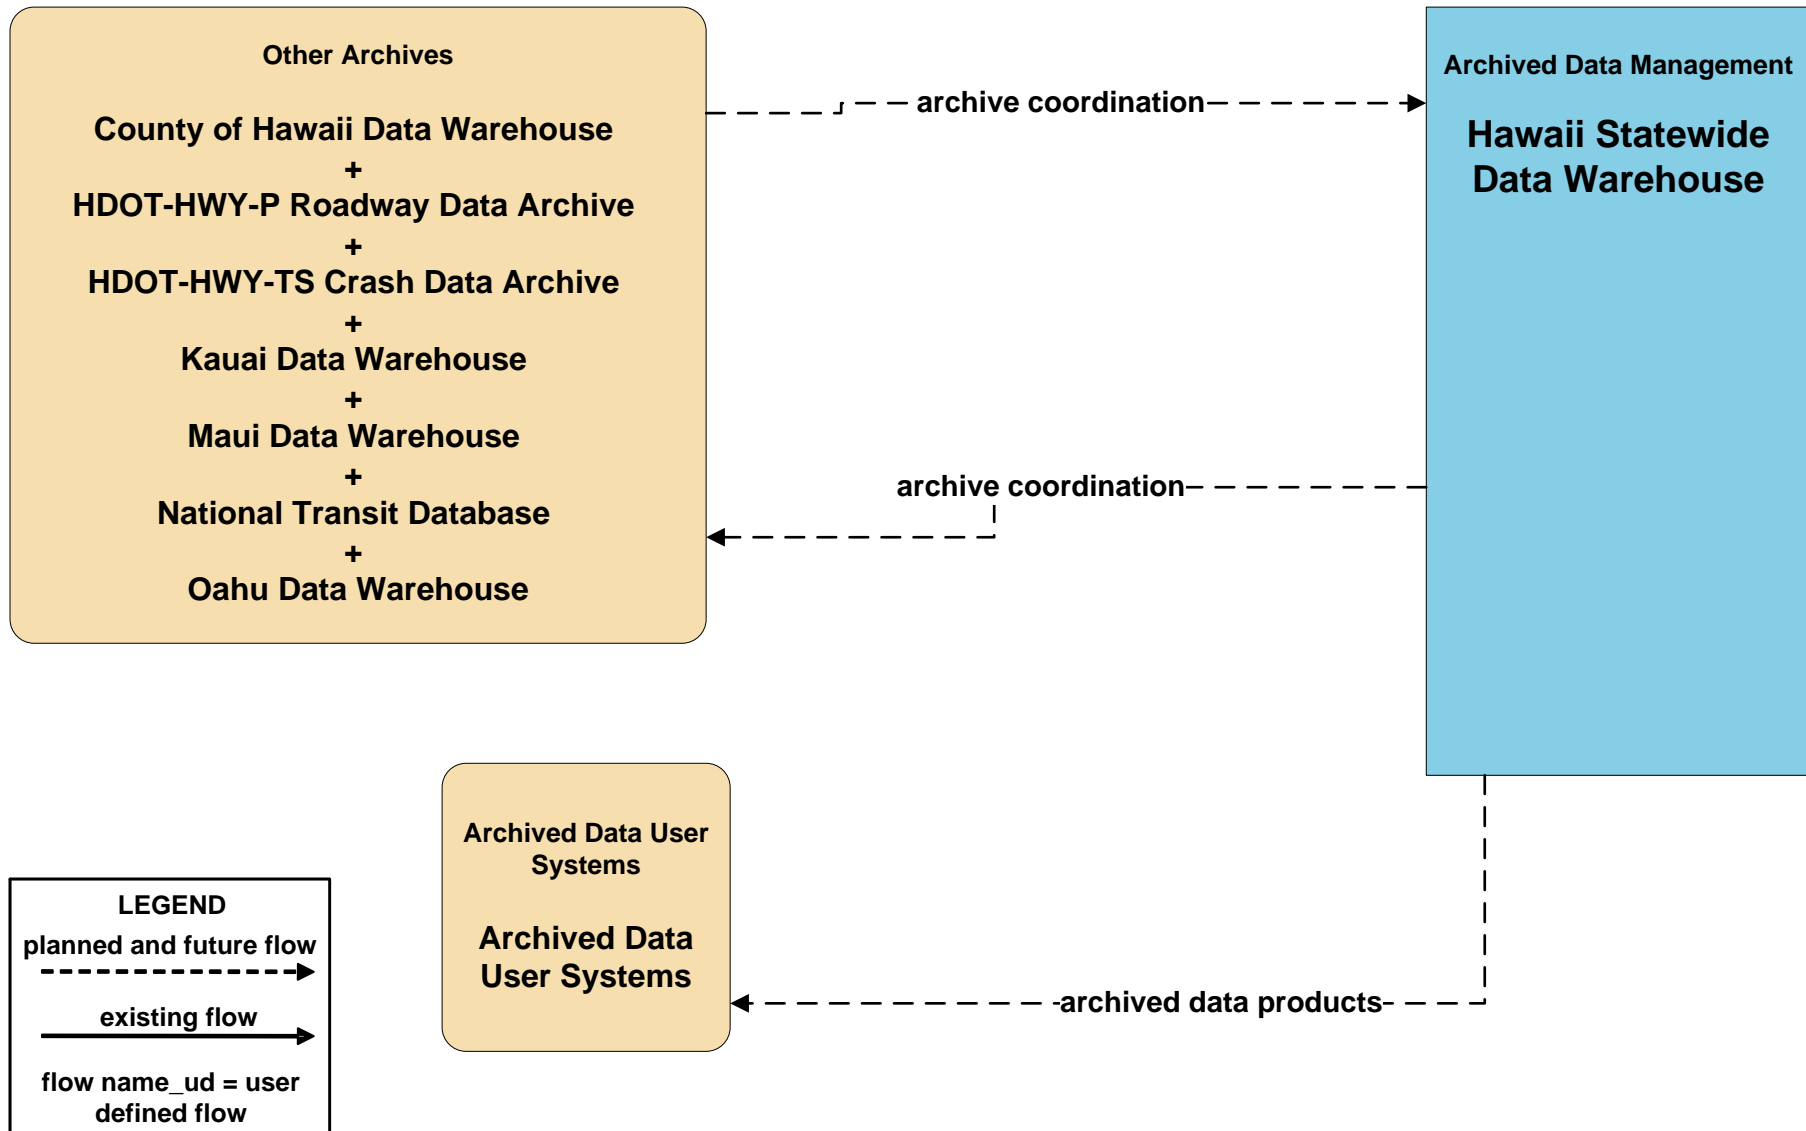 Other Archives
County of Hawaii Data Warehouse
+
HDOT-HWY-P Roadway Data Archive
+
HDOT-HWY-TS Crash Data Archive
+
Kauai Data Warehouse
+
Maui Data Warehouse
+
National Transit Database
+
Oahu Data Warehouse
archive coordination
Archived Data Management
Hawaii Statewide
Data Warehouse
archive coordination
Archived Data User
Systems
Archived Data
User Systems
archived data products
LEGEND
planned and future flow
existing flow
flow name_ud = user
defined flow